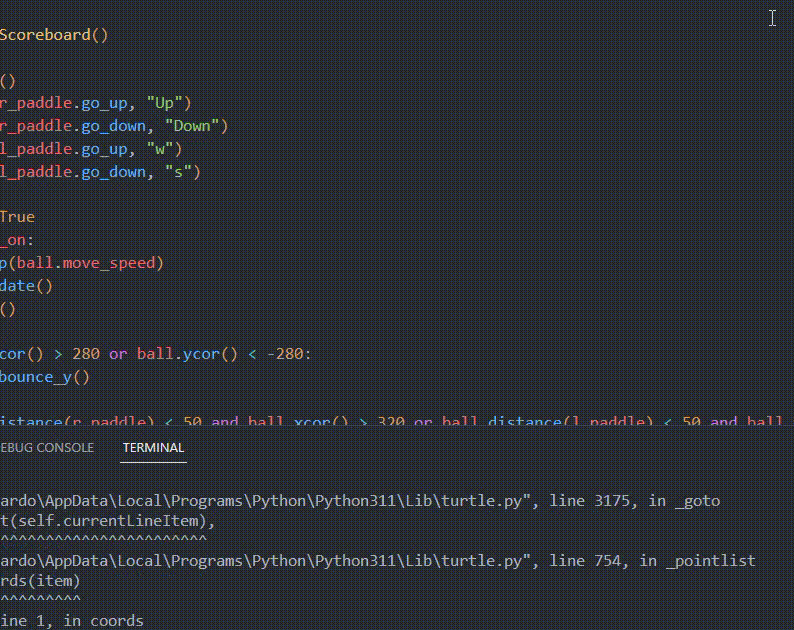 Scoreboard()
()
r_paddle.go_up, "Up")
r_paddle.go_down, "Down")
l_paddle.go_up, "w")
l_paddle.go_down, "s")
True
_on:
p(ball.move_speed)
date()
()
cor() > 280 or ball.ycor() < -280:
bounce_y()
istance(r_paddle) < 50 and ball.xcor() > 320 or ball.distance(l_paddle) < 50 and ball
EBUG CONSOLE TERMINAL
ardo\AppData\Local\Programs\Python\Python311\Lib\turtle.py", line 3175, in _goto
t(self.currentLineItem),
^^^^^^^^^^^^^^^^^^^^^^^
ardo\AppData\Local\Programs\Python\Python311\Lib\turtle.py", line 754, in _pointlist
rds(item)
^^^^^^^^^
ine 1, in coords